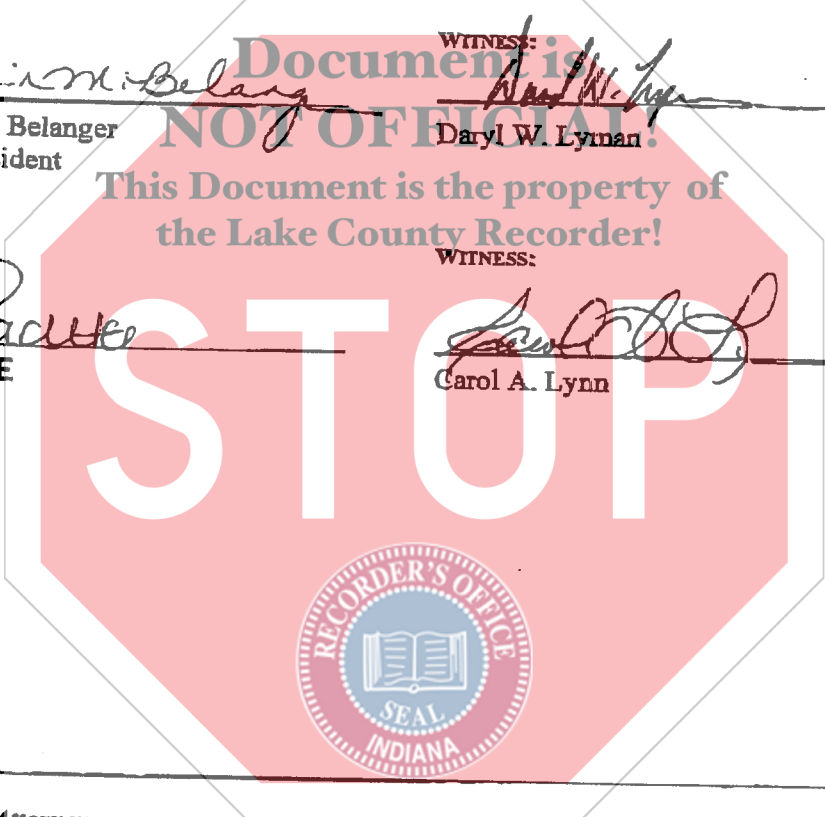 Document is
WITNESS:
M. Belang
Belanger
ident
NOT OFFICIAL!
Daryl W. Lyman
This Document is the property of
the Lake County Recorder!
WITNESS:
E
Carol A. Lynn
STOP
RECORDER'S OFFICE
SEAL
INDIANA